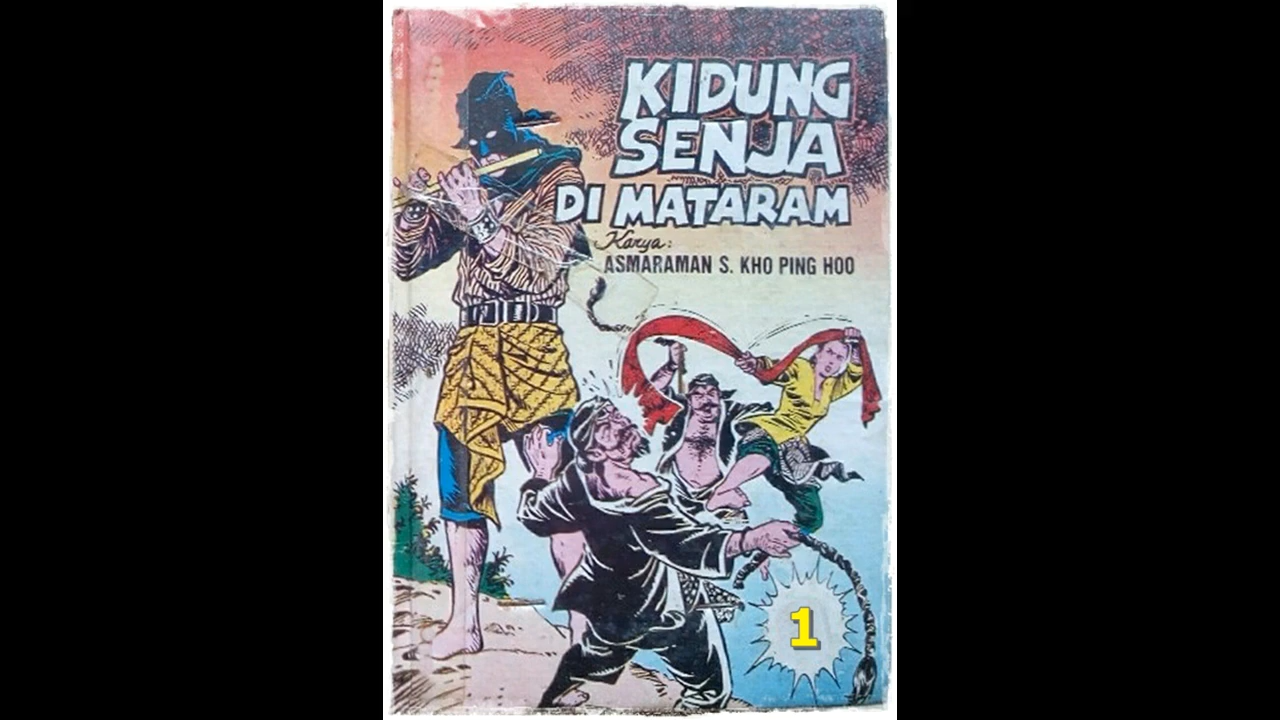 KIDUNG
SENJA
DI MATARAM
Karya:
ASMARAMAN S. KHO PING HOO
1